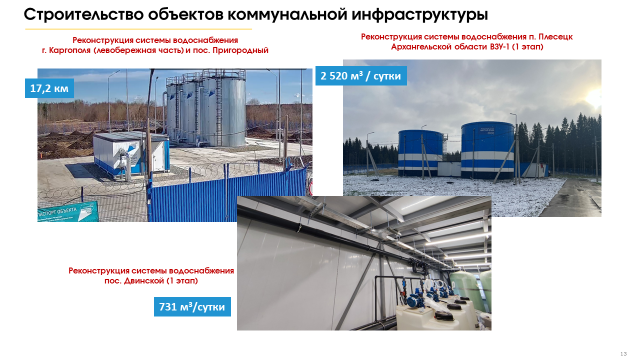 Строительство объектов коммунальной инфраструктуры
Реконструкция системы водоснабжения
г. Каргополя (левобережная часть) и пос. Пригородный
Реконструкция системы водоснабжения п. Плесецк
Архангельской области ВЗУ-1 (1 этап)
17,2 км
2 520 м³ / сутки
Реконструкция системы водоснабжения
пос. Двинской (1 этап)
731 м³/сутки
13